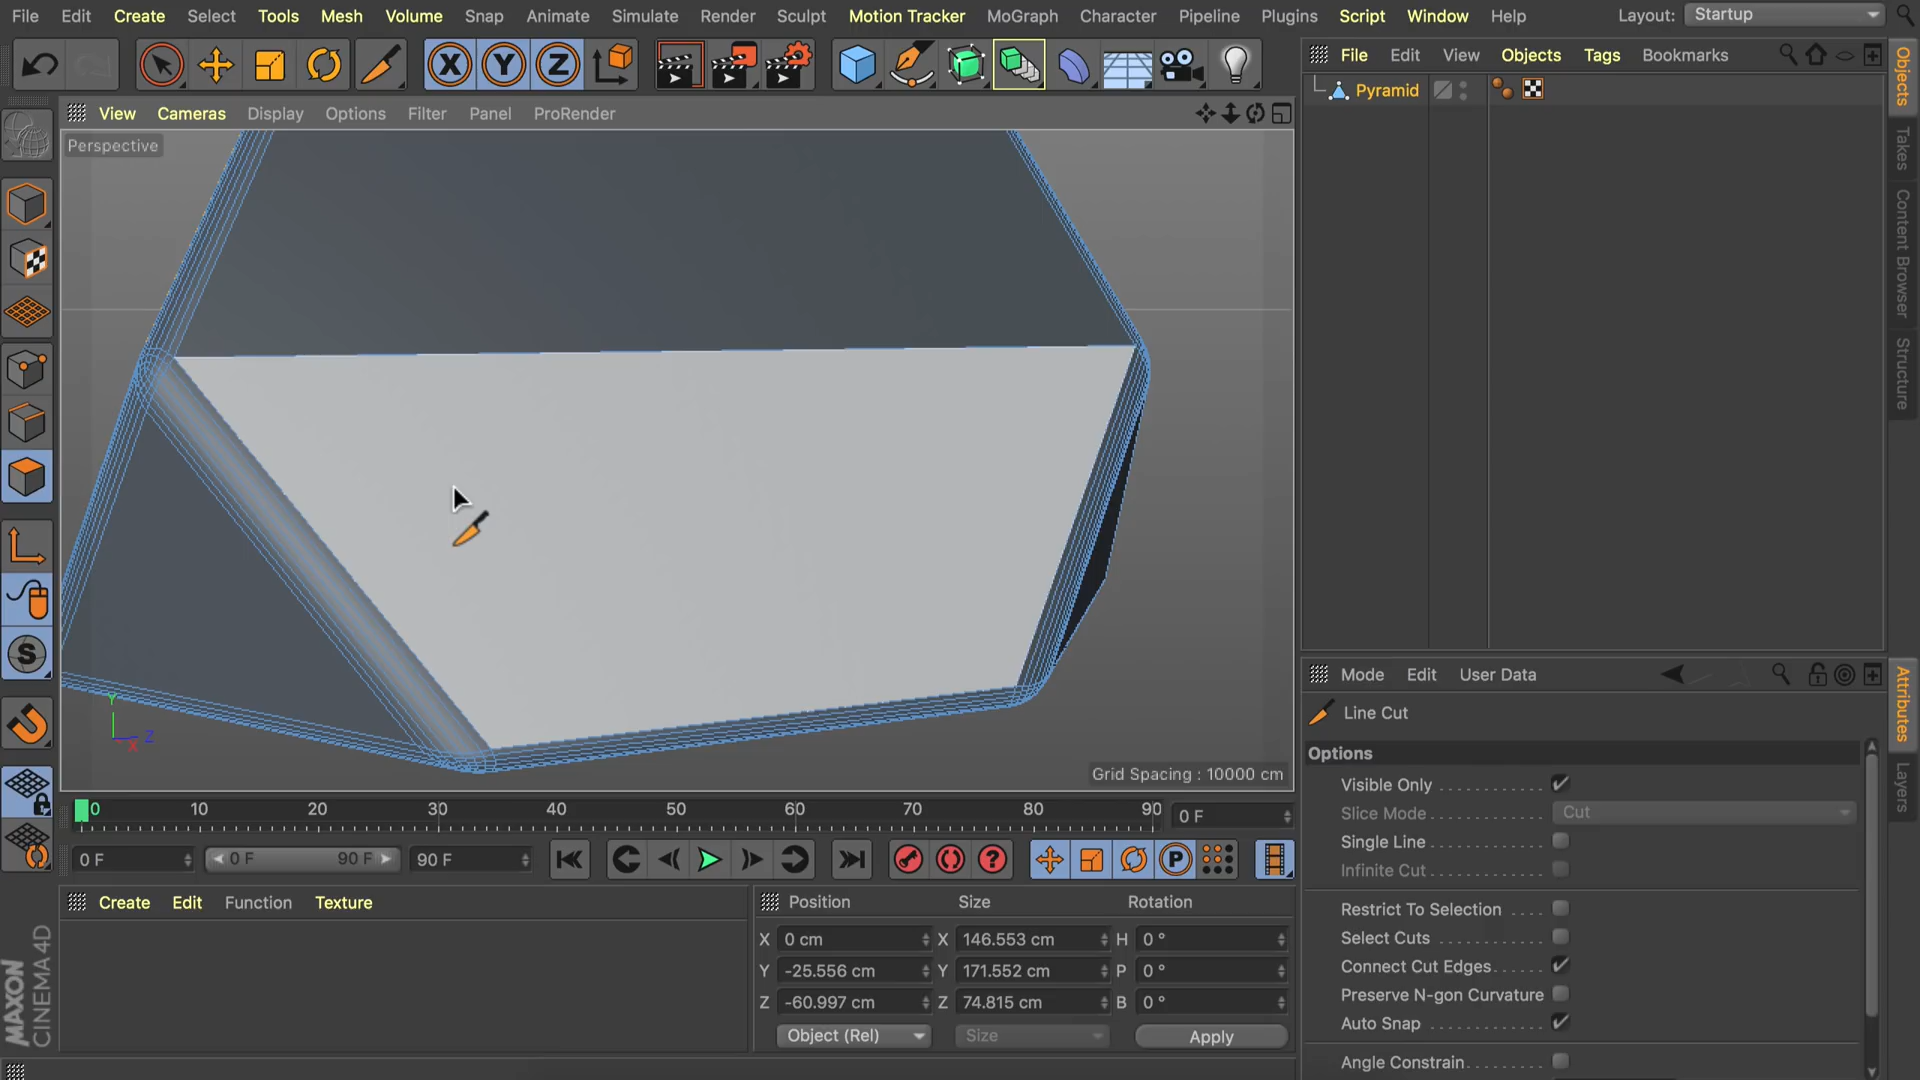 File Edit Create Select Tools Mesh Volume Snap Animate Simulate Render Sculpt Motion Tracker MoGraph Character Pipeline Plugins Script Window Help Layout: Startup
X Y Z
File Edit View Objects Tags Bookmarks
View Cameras Display Options Filter Panel ProRender
Perspective
Pyramid
Objects
Takes
Content Browser
Structure
S
Y
Z
X
Grid Spacing : 10000 cm
Mode Edit User Data
Line Cut
Options
Visible Only
Slice Mode Cut
Single Line
Infinite Cut
Restrict To Selection
Select Cuts
Connect Cut Edges
Preserve N-gon Curvature
Auto Snap
Angle Constrain
Attributes
Layers
0 10 20 30 40 50 60 70 80 90 0 F
0 F 0 F 90 F 90 F
? P
Create Edit Function Texture
Position Size Rotation
X 0 cm X 146.553 cm H 0 °
Y -25.556 cm Y 171.552 cm P 0 °
Z -60.997 cm Z 74.815 cm B 0 °
Object (Rel) Size Apply
MAXON
CINEMA 4D